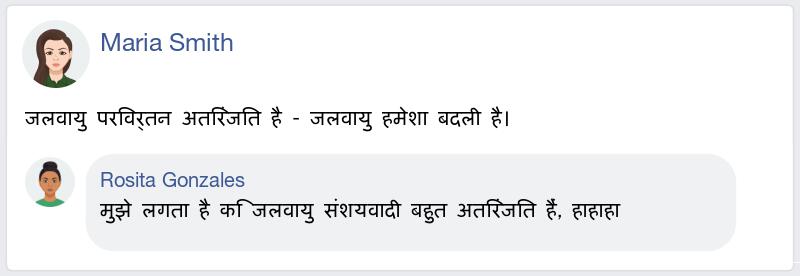 Maria Smith
जलवायु परिवर्तन अतिरंजित है - जलवायु हमेशा बदली है।
Rosita Gonzales
मुझे लगता है कि जलवायु संशयवादी बहुत अतिरंजित हैं, हाहाहा